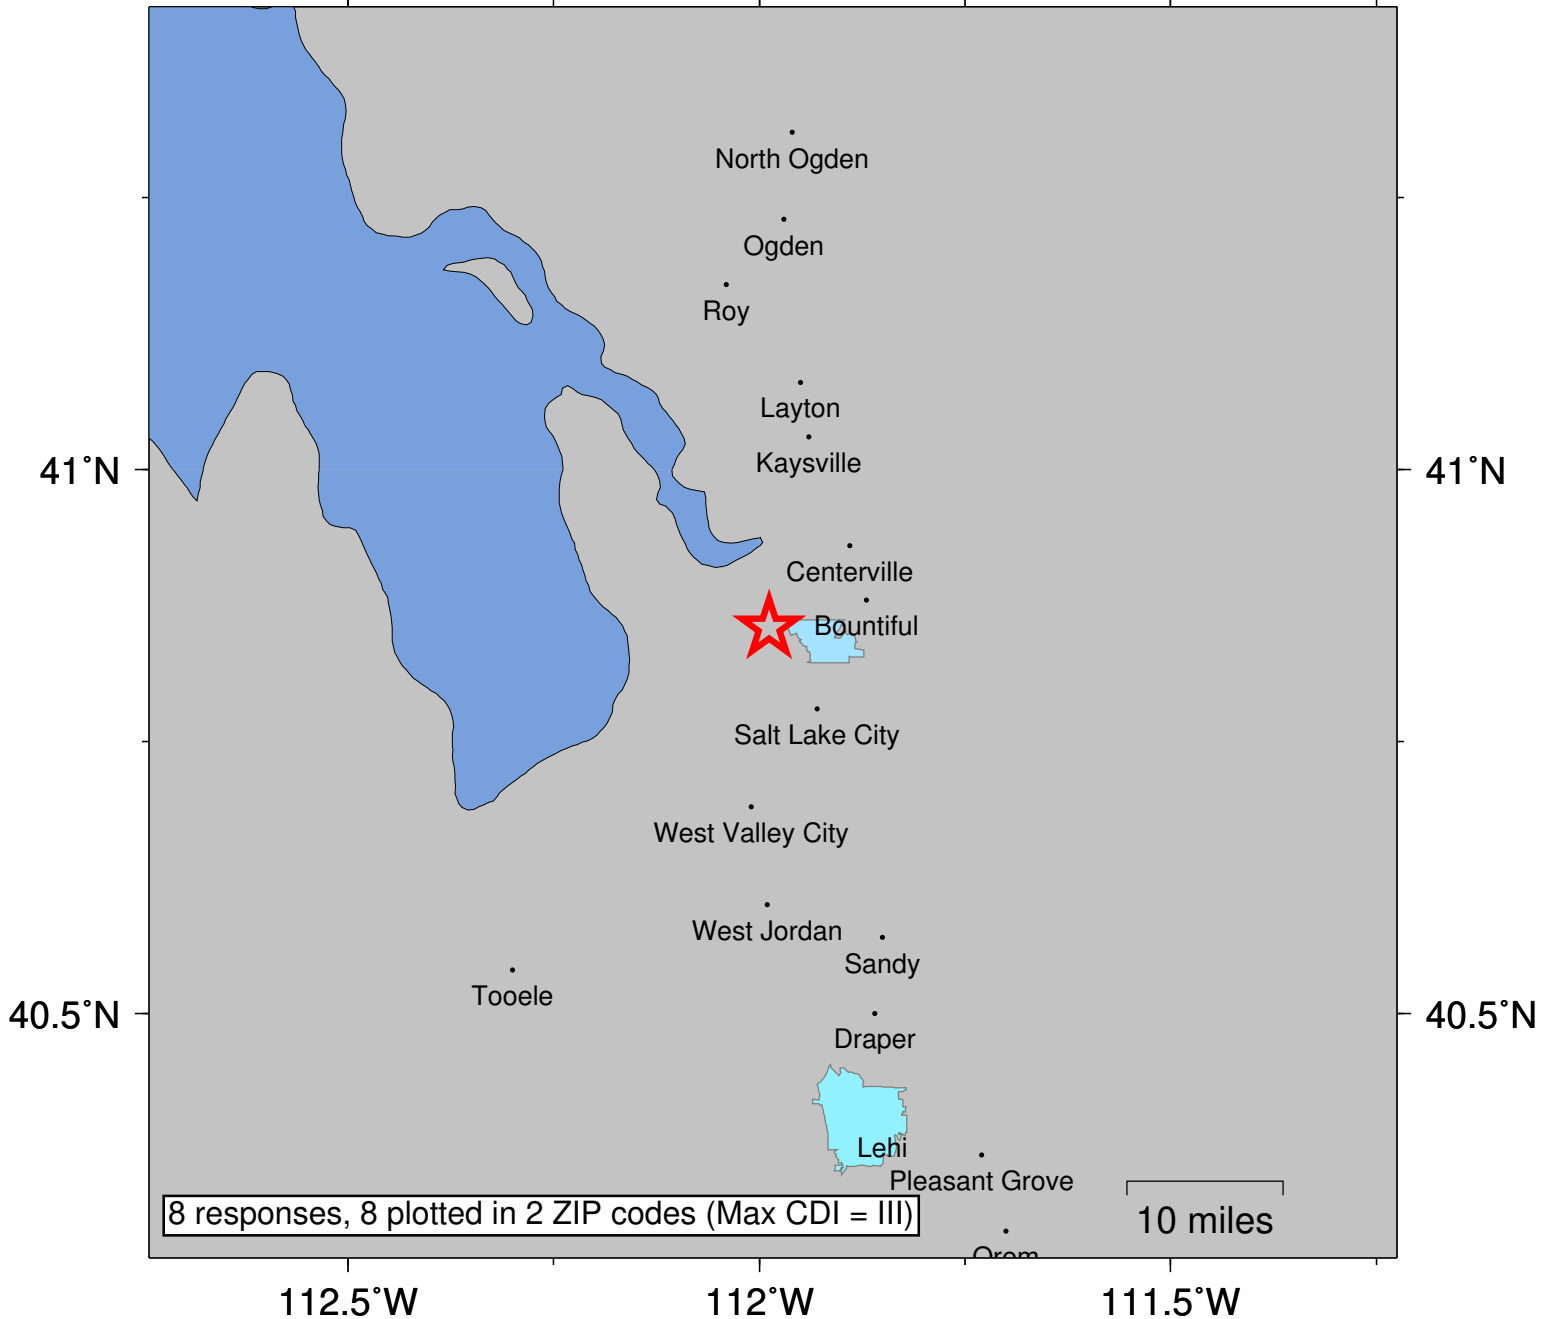 North Ogden
Ogden
Roy
Layton
Kaysville
41˚N
41˚N
Centerville
Bountiful
Salt Lake City
West Valley City
West Jordan
Sandy
Tooele
40.5˚N
40.5˚N
Draper
Lehi
Pleasant Grove
8 responses, 8 plotted in 2 ZIP codes (Max CDI = III)
10 miles
Orem
112.5˚W
112˚W
111.5˚W